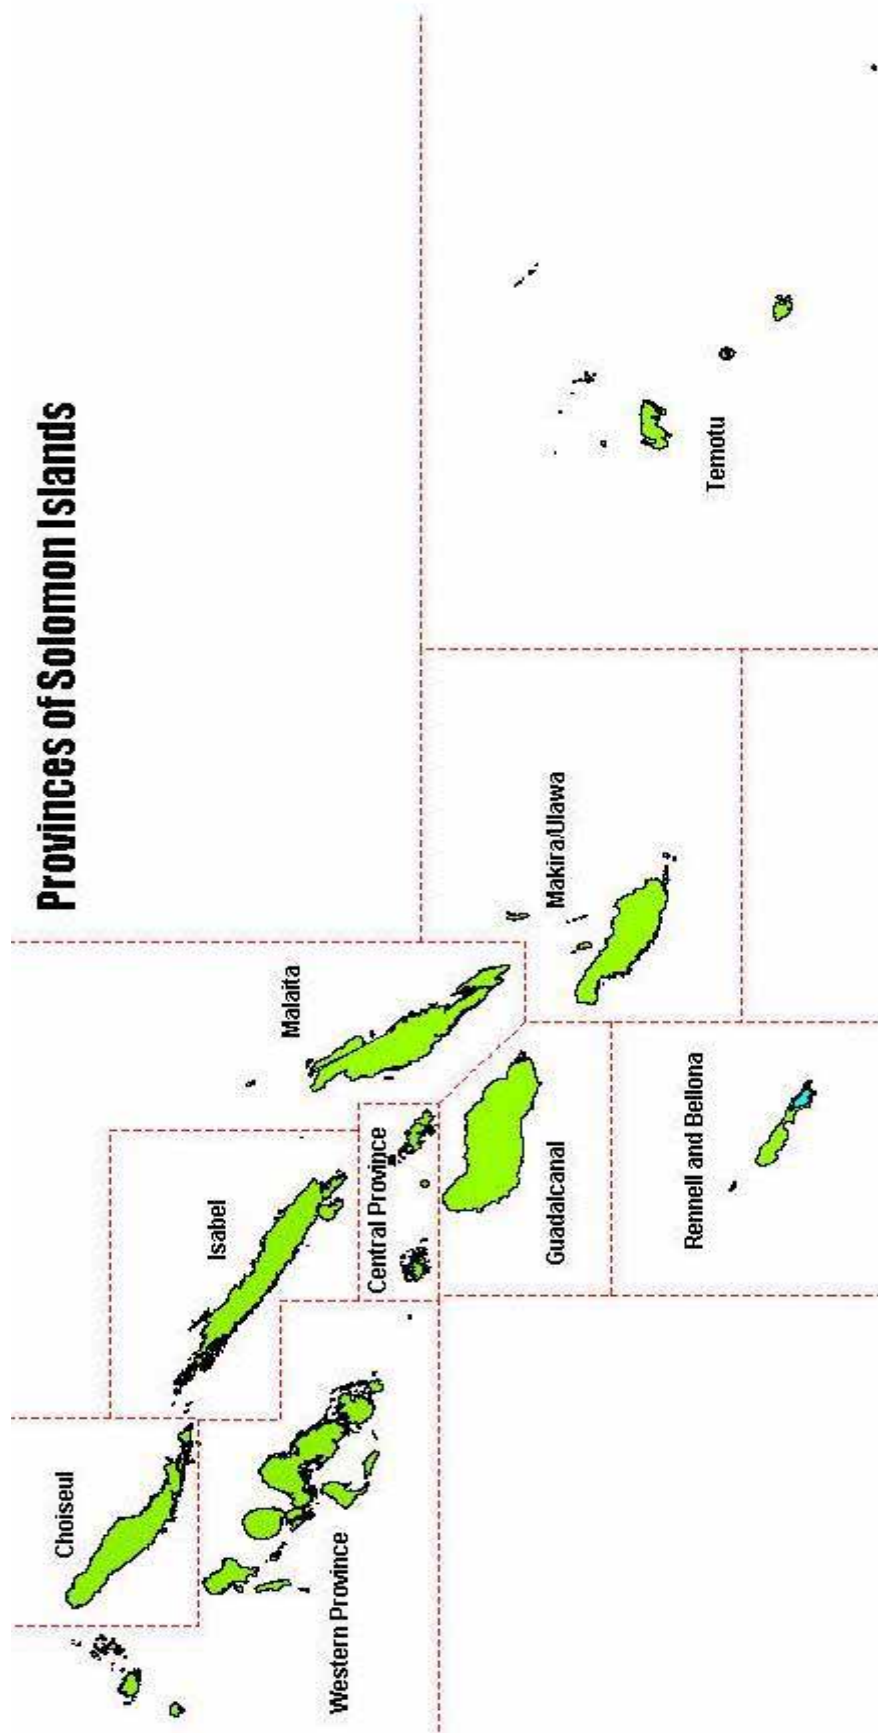 Provinces of Solomon Islands
Choiseul
Western Province
Isabel
Central Province
Malaita
Guadalcanal
Rennell and Bellona
Makira/Ulawa
Temotu